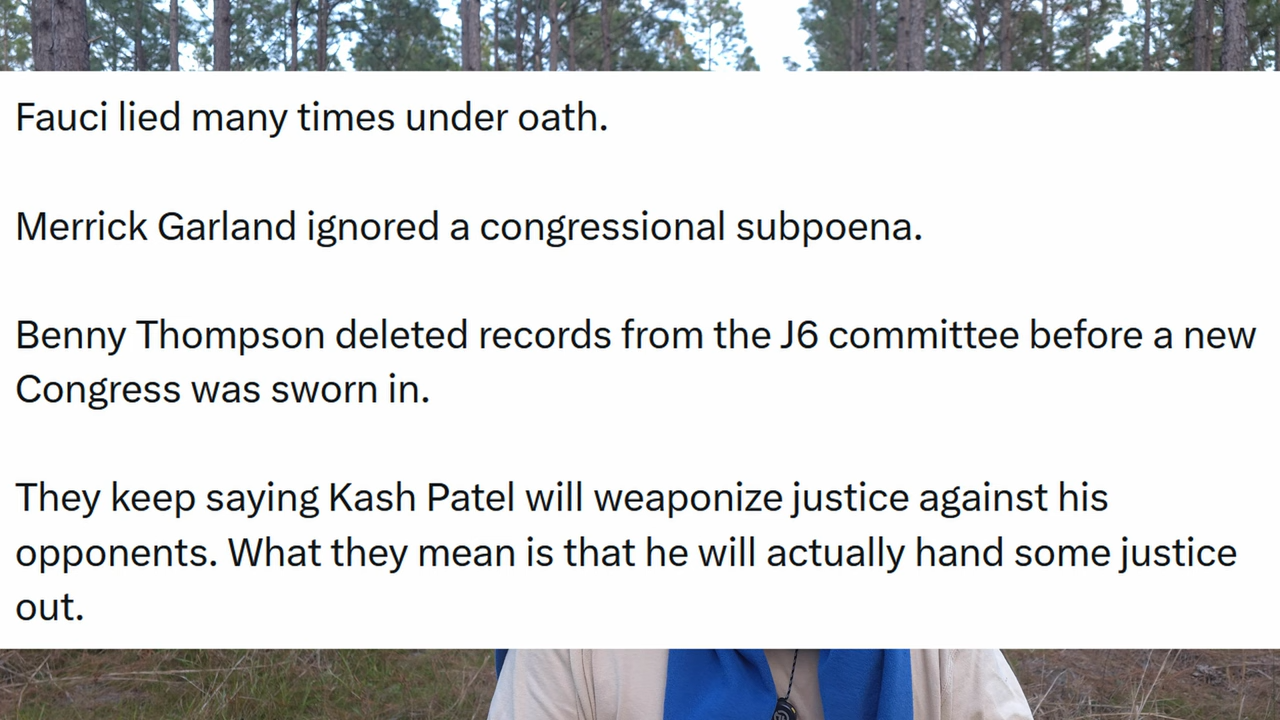 Fauci lied many times under oath.
Merrick Garland ignored a congressional subpoena.
Benny Thompson deleted records from the J6 committee before a new
Congress was sworn in.
They keep saying Kash Patel will weaponize justice against his
opponents. What they mean is that he will actually hand some justice
out.